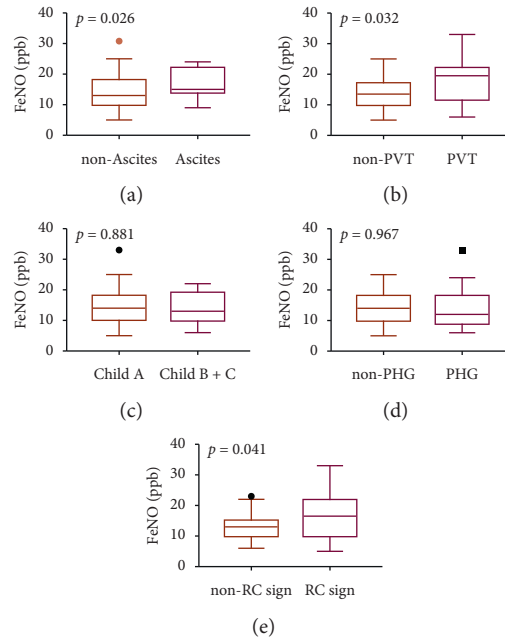 p = 0.026
FeNO (ppb)
40
30
20
10
0
non-Ascites
Ascites
(a)
p = 0.032
FeNO (ppb)
40
30
20
10
0
non-PVT
PVT
(b)
p = 0.881
FeNO (ppb)
40
30
20
10
0
Child A
Child B + C
(c)
p = 0.967
FeNO (ppb)
40
30
20
10
0
non-PHG
PHG
(d)
p = 0.041
FeNO (ppb)
40
30
20
10
0
non-RC sign
RC sign
(e)